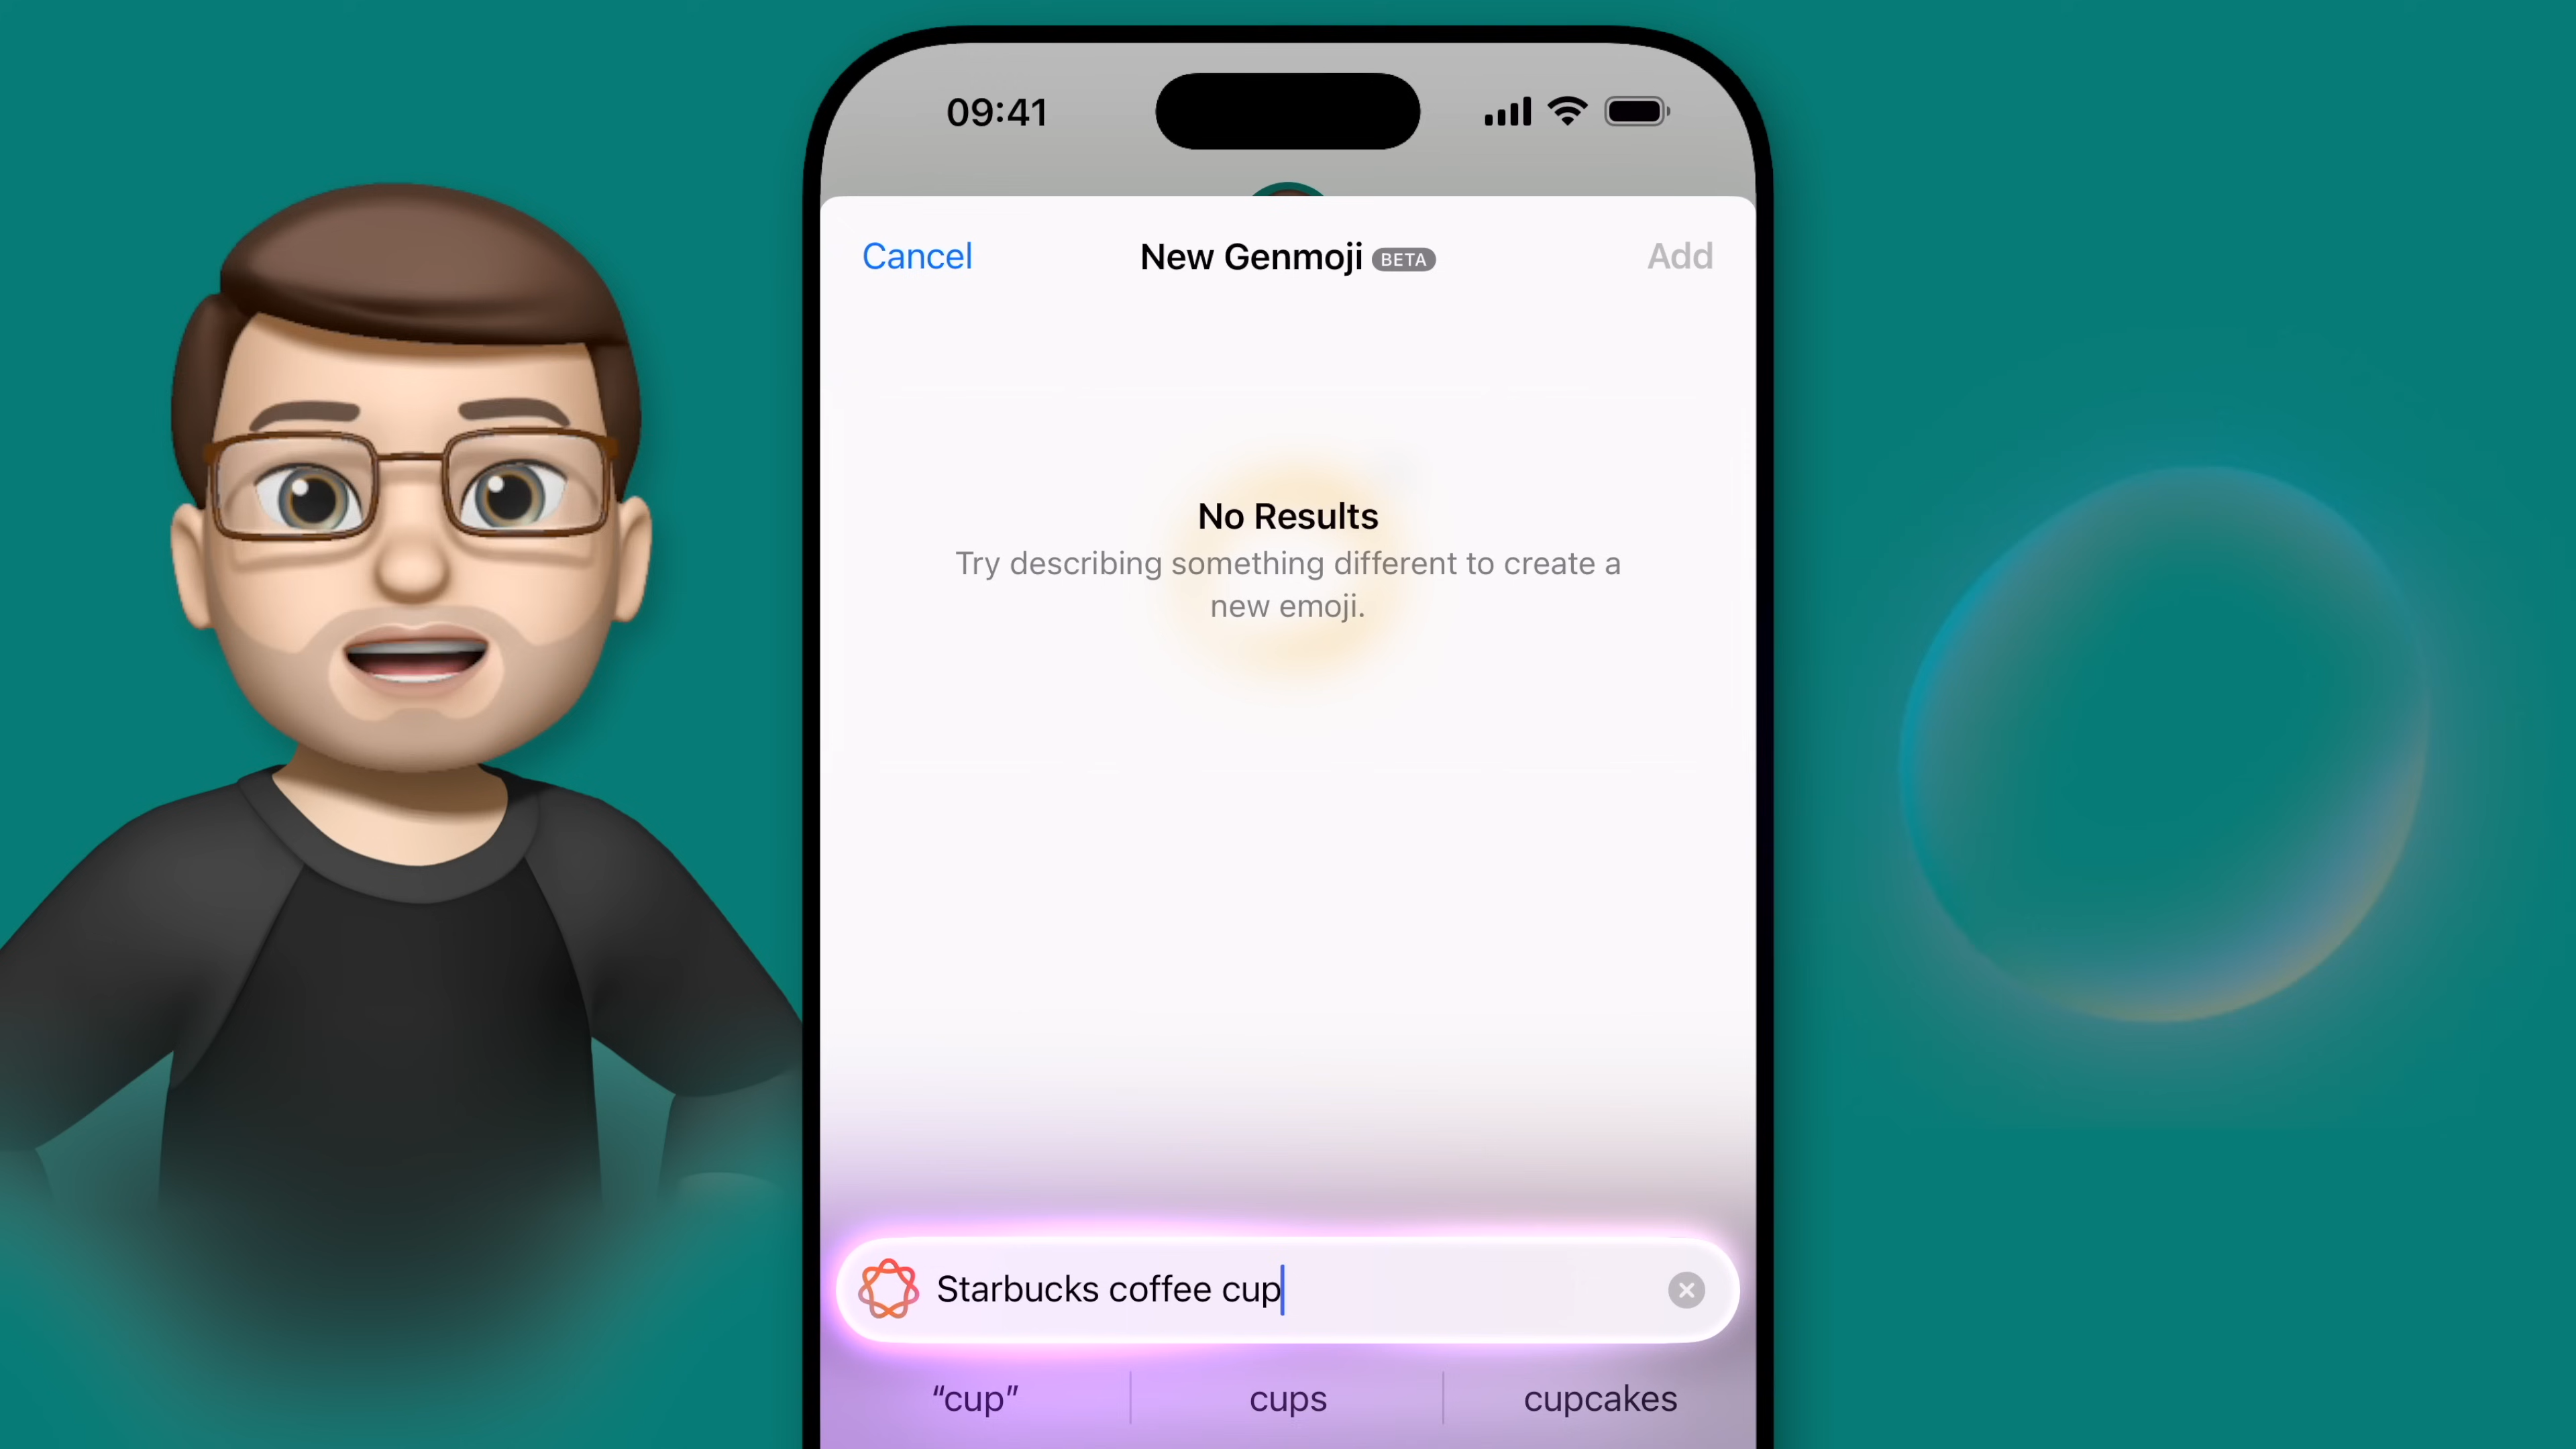 09:41
Cancel
New Genmoji BETA
Add
No Results
Try describing something different to create a
new emoji.
Starbucks coffee cup
“cup”
cups
cupcakes